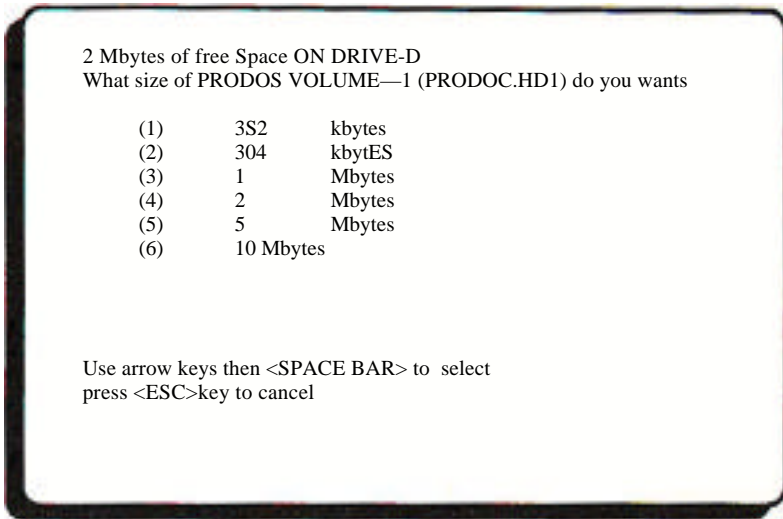 2 Mbytes of free Space ON DRIVE-D
What size of PRODOS VOLUME—1 (PRODOC.HD1) do you wants
(1) 3S2 kbytes
(2) 304 kbytES
(3) 1 Mbytes
(4) 2 Mbytes
(5) 5 Mbytes
(6) 10 Mbytes
Use arrow keys then <SPACE BAR> to select
press <ESC>key to cancel